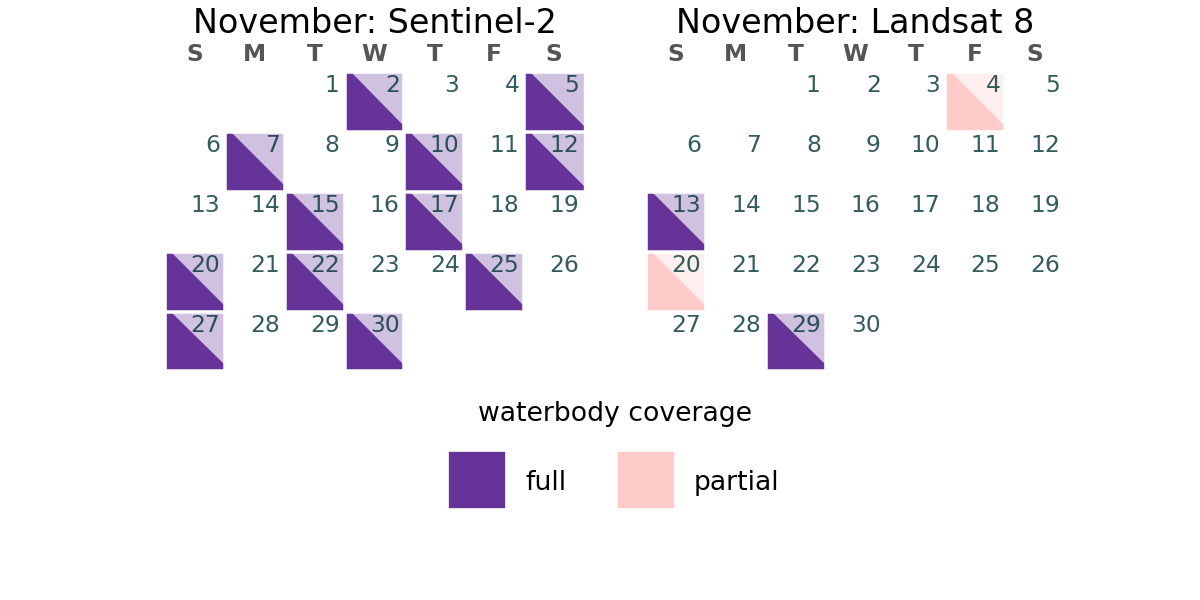 November: Sentinel-2
S M T W T F S
1 2 3 4 5
6 7 8 9 10 11 12
13 14 15 16 17 18 19
20 21 22 23 24 25 26
27 28 29 30
November: Landsat 8
S M T W T F S
1 2 3 4 5
6 7 8 9 10 11 12
13 14 15 16 17 18 19
20 21 22 23 24 25 26
27 28 29 30
waterbody coverage
full partial